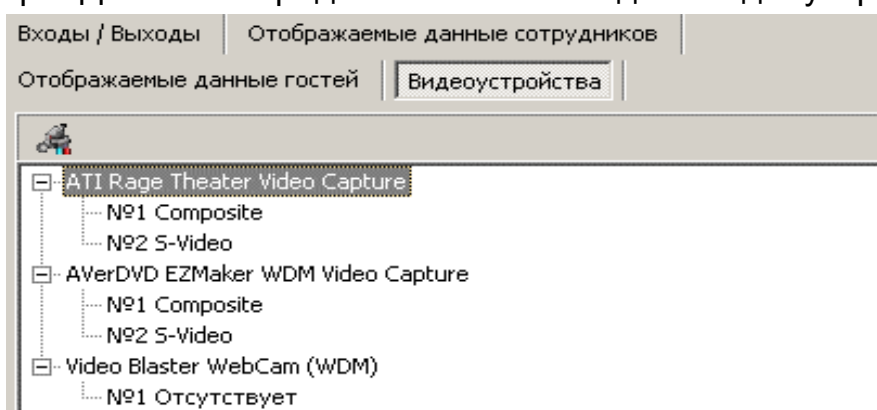 Входы / Выходы Отображаемые данные сотрудников
Отображаемые данные гостей Видеоустройства
ATI Rage Theater Video Capture
№1 Composite
№2 S-Video
AVerDVD EZMaker WDM Video Capture
№1 Composite
№2 S-Video
Video Blaster WebCam (WDM)
№1 Отсутствует